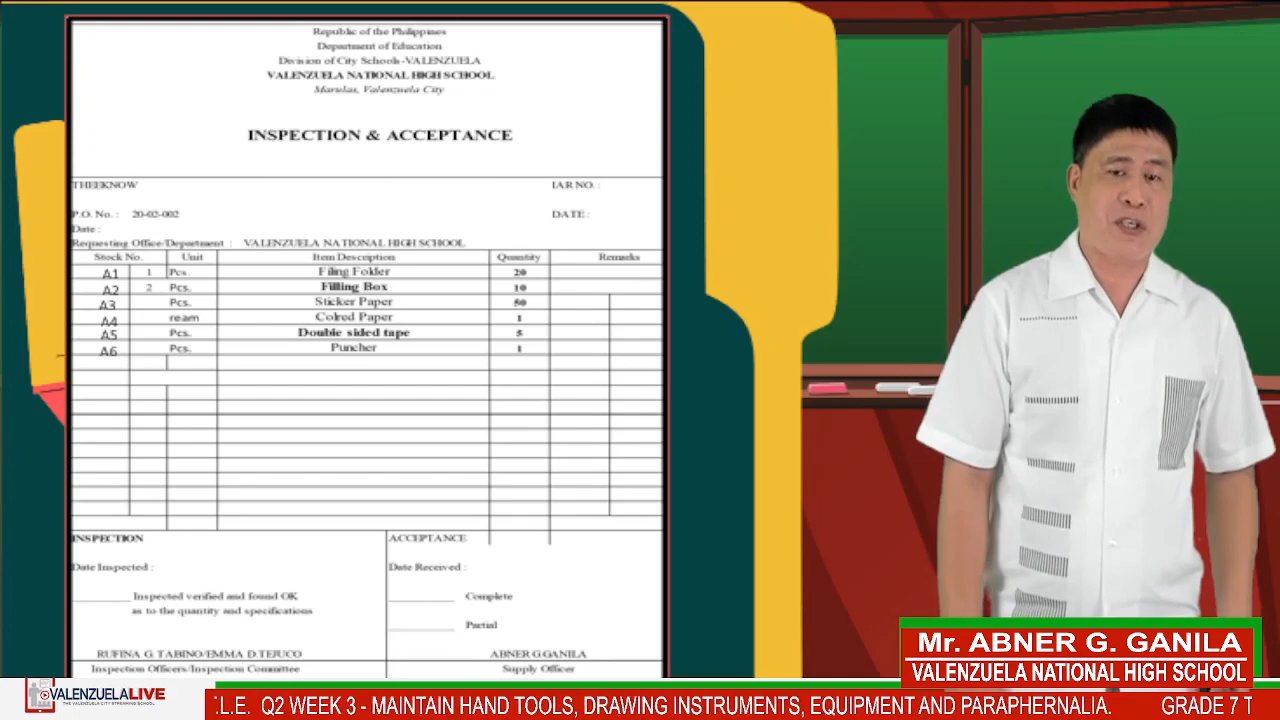 Republic of the Philippines
Department of Education
Division of City Schools-VALENZUELA
VALENZUELA NATIONAL HIGH SCHOOL
Marulas, Valenzuela City
INSPECTION & ACCEPTANCE
THEEKNOW IAR NO. :
P.O. No. : 20-02-002 DATE :
Date :
Requesting Office/Department : VALENZUELA NATIONAL HIGH SCHOOL
Stock No. Unit Item Description Quantity Remarks
A1 1 Pcs. Filing Folder 20
A2 2 Pcs. Filling Box 10
A3 Pcs. Sticker Paper 50
A4 ream Colred Paper 1
A5 Pcs. Double sided tape 5
A6 Pcs. Puncher 1
INSPECTION ACCEPTANCE
Date Inspected : Date Received :
Inspected verified and found OK Complete
as to the quantity and specifications
Partial
RUFINA G. TABINO/EMMA D.TEJUCO ABNER G.GANILA
Inspection Officers/Inspection Committee Supply Officer
Mr. ABNER G. GANILA
VALENZUELA NATIONAL HIGH SCHOOL
VALENZUELALIVE
THE VALENZUELA CITY STREAMING SCHOOL
.L.E. Q2 WEEK 3 - MAINTAIN HAND TOOLS, DRAWING INSTRUMENTS, EQUIPMENT AND PARAPHERNALIA. GRADE 7 T